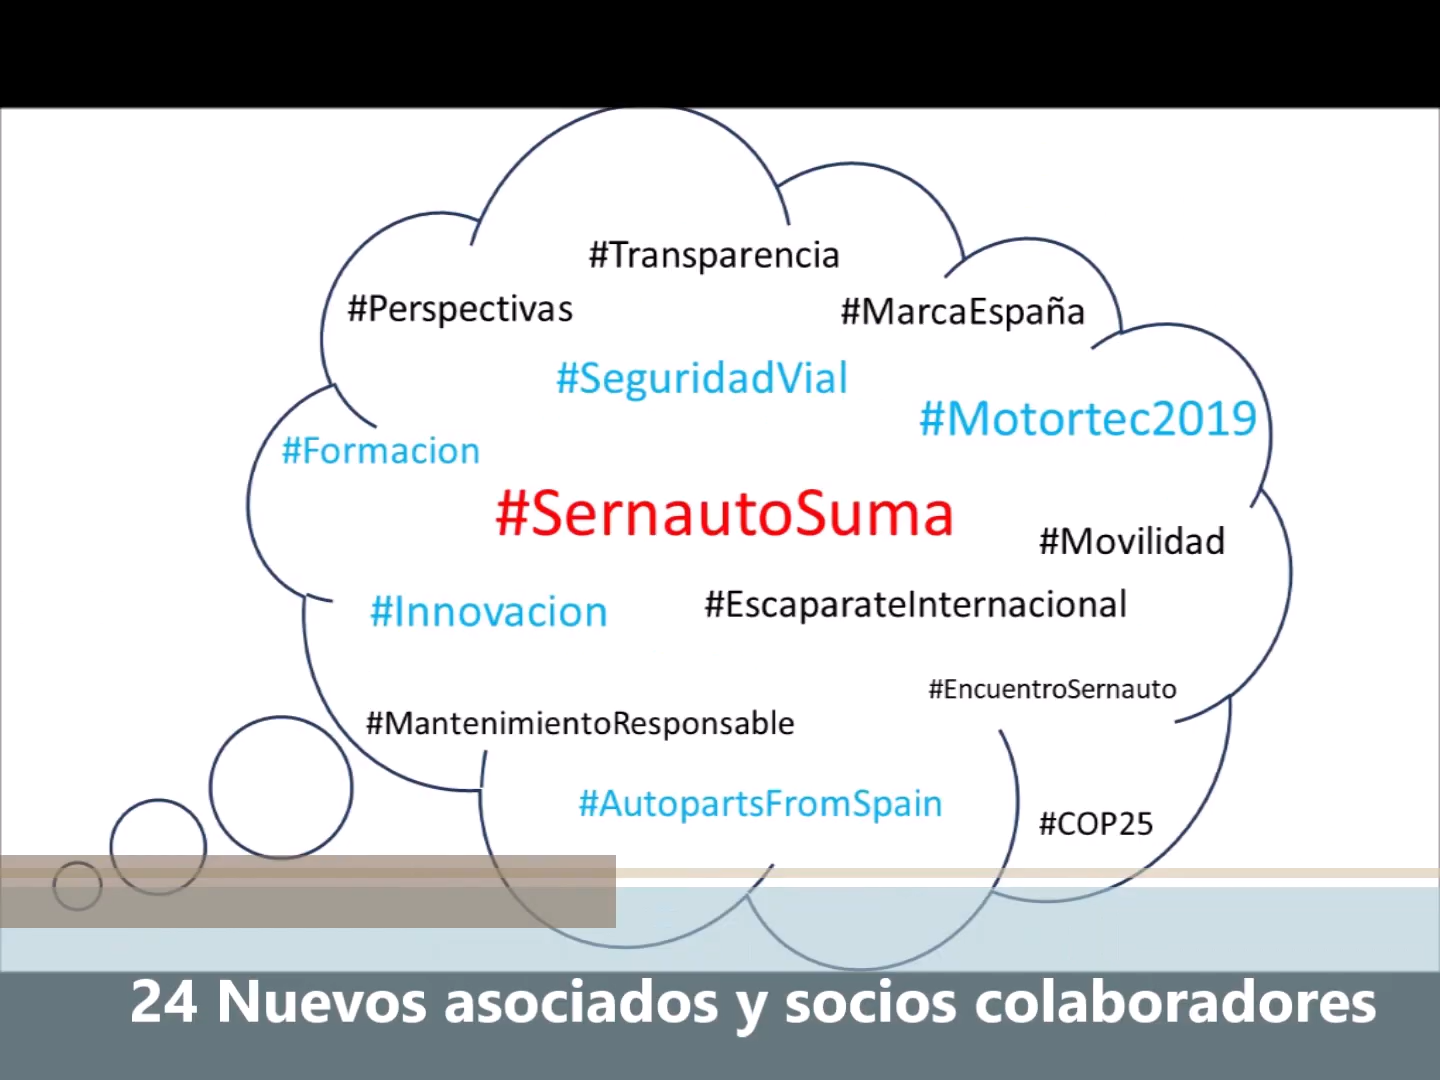 #Transparencia
#Perspectivas
#MarcaEspaña
#SeguridadVial
#Motortec2019
#Formacion
#SernautoSuma
#Movilidad
#Innovacion
#EscaparateInternacional
#EncuentroSernauto
#MantenimientoResponsable
#AutopartsFromSpain
#COP25
24 Nuevos asociados y socios colaboradores